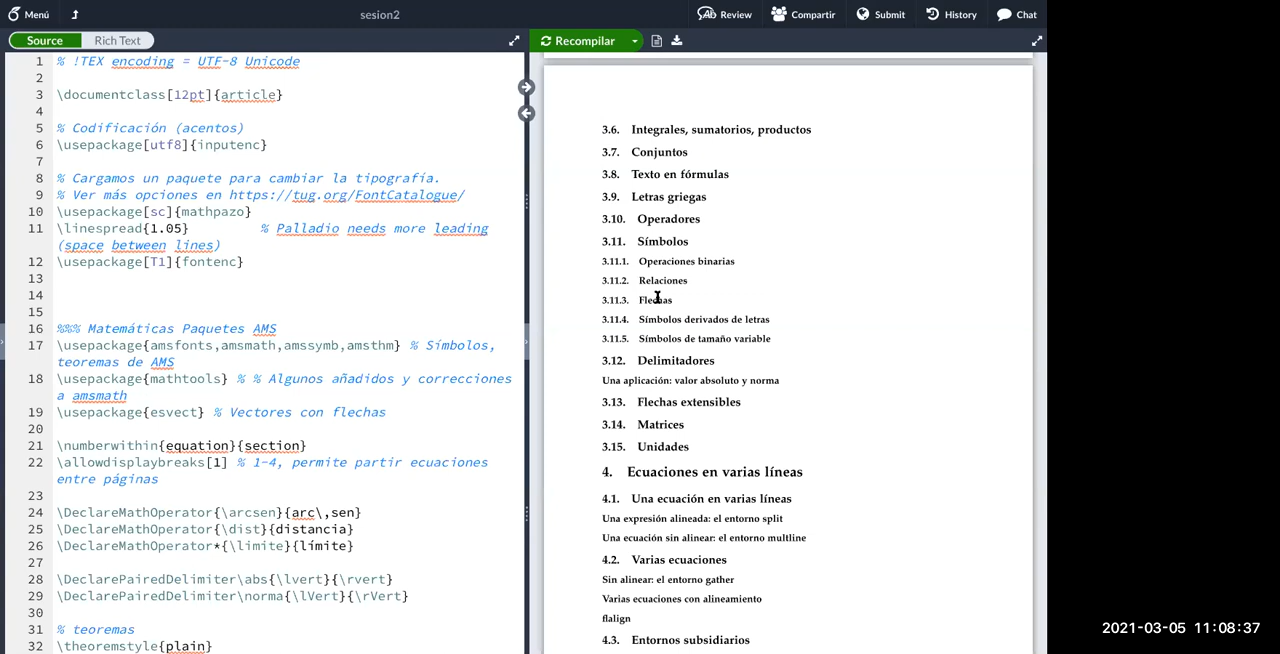 Menú
sesion2
Review
Compartir
Submit
History
Chat
Source
Rich Text
Recompilar
1 % !TEX encoding = UTF-8 Unicode
2
3 \documentclass[12pt]{article}
4
5 % Codificación (acentos)
6 \usepackage[utf8]{inputenc}
7
8 % Cargamos un paquete para cambiar la tipografía.
9 % Ver más opciones en https://tug.org/FontCatalogue/
10 \usepackage[sc]{mathpazo}
11 \linespread{1.05} % Palladio needs more leading
(space between lines)
12 \usepackage[T1]{fontenc}
13
14
15
16 %%% Matemáticas Paquetes AMS
17 \usepackage{amsfonts,amsmath,amssymb,amsthm} % Símbolos,
teoremas de AMS
18 \usepackage{mathtools} % % Algunos añadidos y correcciones
a amsmath
19 \usepackage{esvect} % Vectores con flechas
20
21 \numberwithin{equation}{section}
22 \allowdisplaybreaks[1] % 1-4, permite partir ecuaciones
entre páginas
23
24 \DeclareMathOperator{\arcsen}{arc\,sen}
25 \DeclareMathOperator{\dist}{distancia}
26 \DeclareMathOperator*{\limite}{límite}
27
28 \DeclarePairedDelimiter\abs{\lvert}{\rvert}
29 \DeclarePairedDelimiter\norma{\lVert}{\rVert}
30
31 % teoremas
32 \theoremstyle{plain}
3.6. Integrales, sumatorios, productos
3.7. Conjuntos
3.8. Texto en fórmulas
3.9. Letras griegas
3.10. Operadores
3.11. Símbolos
3.11.1. Operaciones binarias
3.11.2. Relaciones
3.11.3. Flechas
3.11.4. Símbolos derivados de letras
3.11.5. Símbolos de tamaño variable
3.12. Delimitadores
Una aplicación: valor absoluto y norma
3.13. Flechas extensibles
3.14. Matrices
3.15. Unidades
4. Ecuaciones en varias líneas
4.1. Una ecuación en varias líneas
Una expresión alineada: el entorno split
Una ecuación sin alinear: el entorno multline
4.2. Varias ecuaciones
Sin alinear: el entorno gather
Varias ecuaciones con alineamiento
flalign
4.3. Entornos subsidiarios
2021-03-05 11:08:37